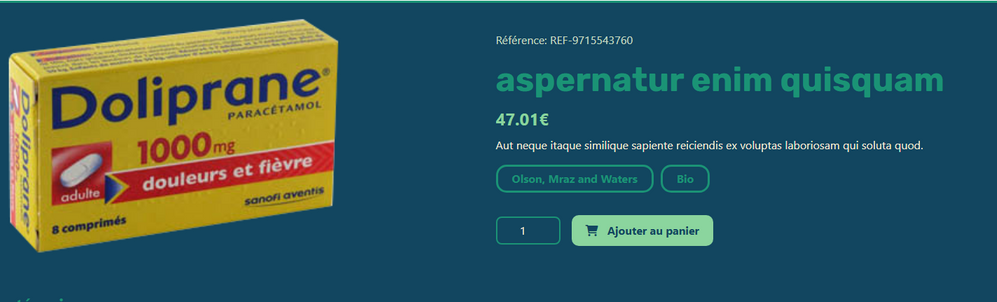 Référence: REF-9715543760
aspernatur enim quisquam
47.01€
Aut neque itaque similique sapiente reiciendis ex voluptas laboriosam qui soluta quod.
Olson, Mraz and Waters
Bio
1
Ajouter au panier
Doliprane®
PARACÉTAMOL
1000 mg
douleurs et fièvre
adulte
sanofi aventis
8 comprimés
Doliprane